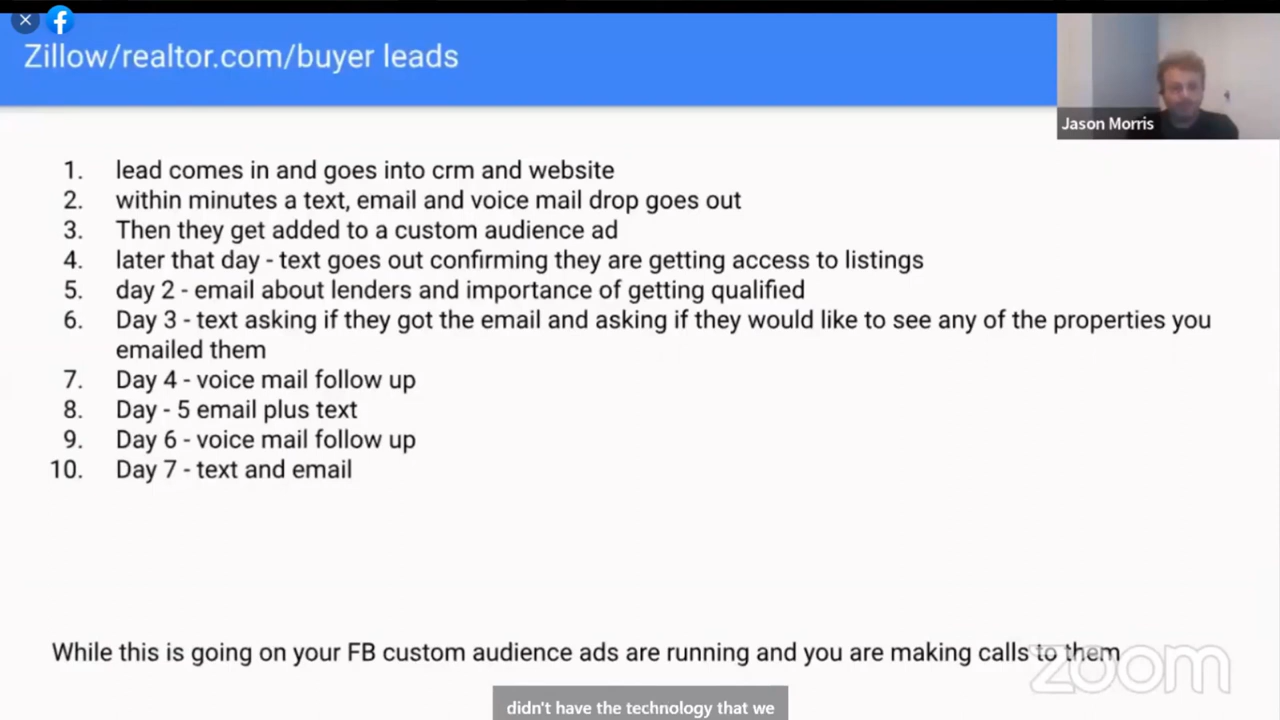 Zillow/realtor.com/buyer leads
Jason Morris
1. lead comes in and goes into crm and website
2. within minutes a text, email and voice mail drop goes out
3. Then they get added to a custom audience ad
4. later that day - text goes out confirming they are getting access to listings
5. day 2 - email about lenders and importance of getting qualified
6. Day 3 - text asking if they got the email and asking if they would like to see any of the properties you
emailed them
7. Day 4 - voice mail follow up
8. Day - 5 email plus text
9. Day 6 - voice mail follow up
10. Day 7 - text and email
While this is going on your FB custom audience ads are running and you are making calls to them
zoom
didn't have the technology that we